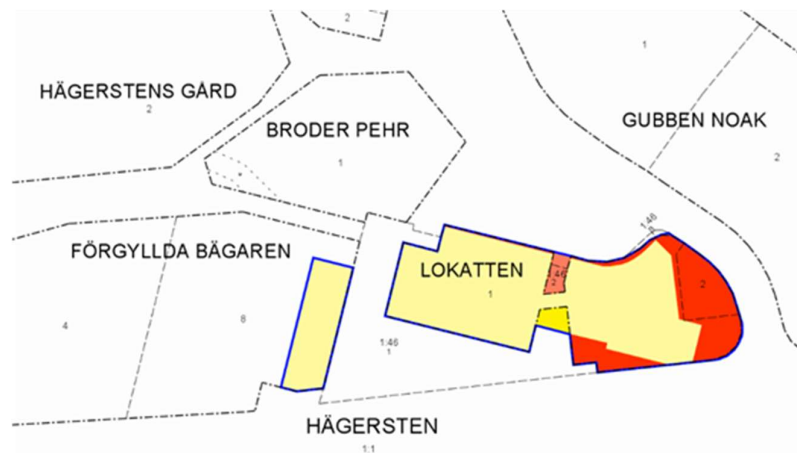 2
1
HÄGERSTENS GÅRD
2
GUBBEN NOAK
BRODER PEHR
1
2
1:46
2
FÖRGYLLDA BÄGAREN
LOKATTEN
1
2
4
6
1:46
1
HÄGERSTEN
1:1